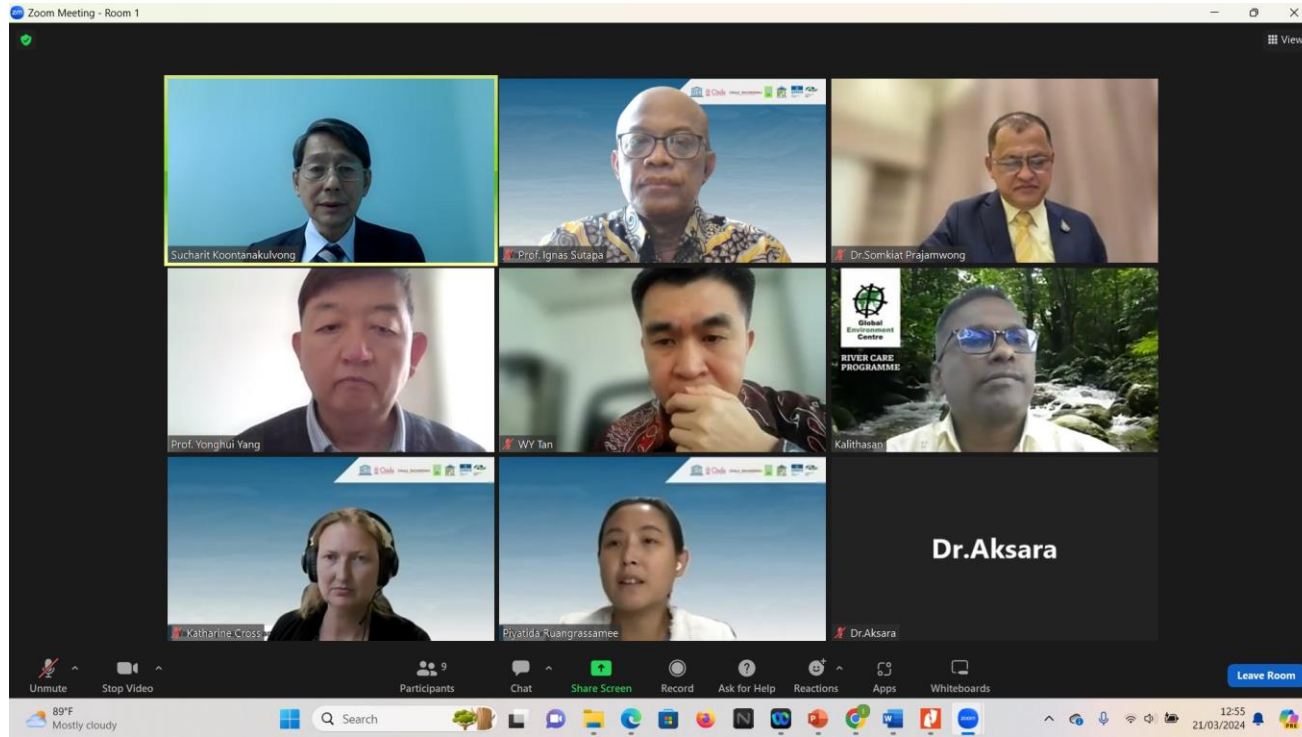 Zoom Meeting - Room 1
View
Sucharit Koontanakulvong
Prof. Ignas Sutapa
Dr.Somkiat Prajamwong
Prof. Yonghui Yang
WY Tan
Global
Environment
Centre
RIVER CARE
PROGRAMME
Kalithasan
Katharine Cross
Piyatida Ruangrassamee
Dr.Aksara
Dr.Aksara
Unmute
Stop Video
9
Participants
Chat
Share Screen
Record
Ask for Help
Reactions
Apps
Whiteboards
Leave Room
89°F
Mostly cloudy
Search
12:55
21/03/2024